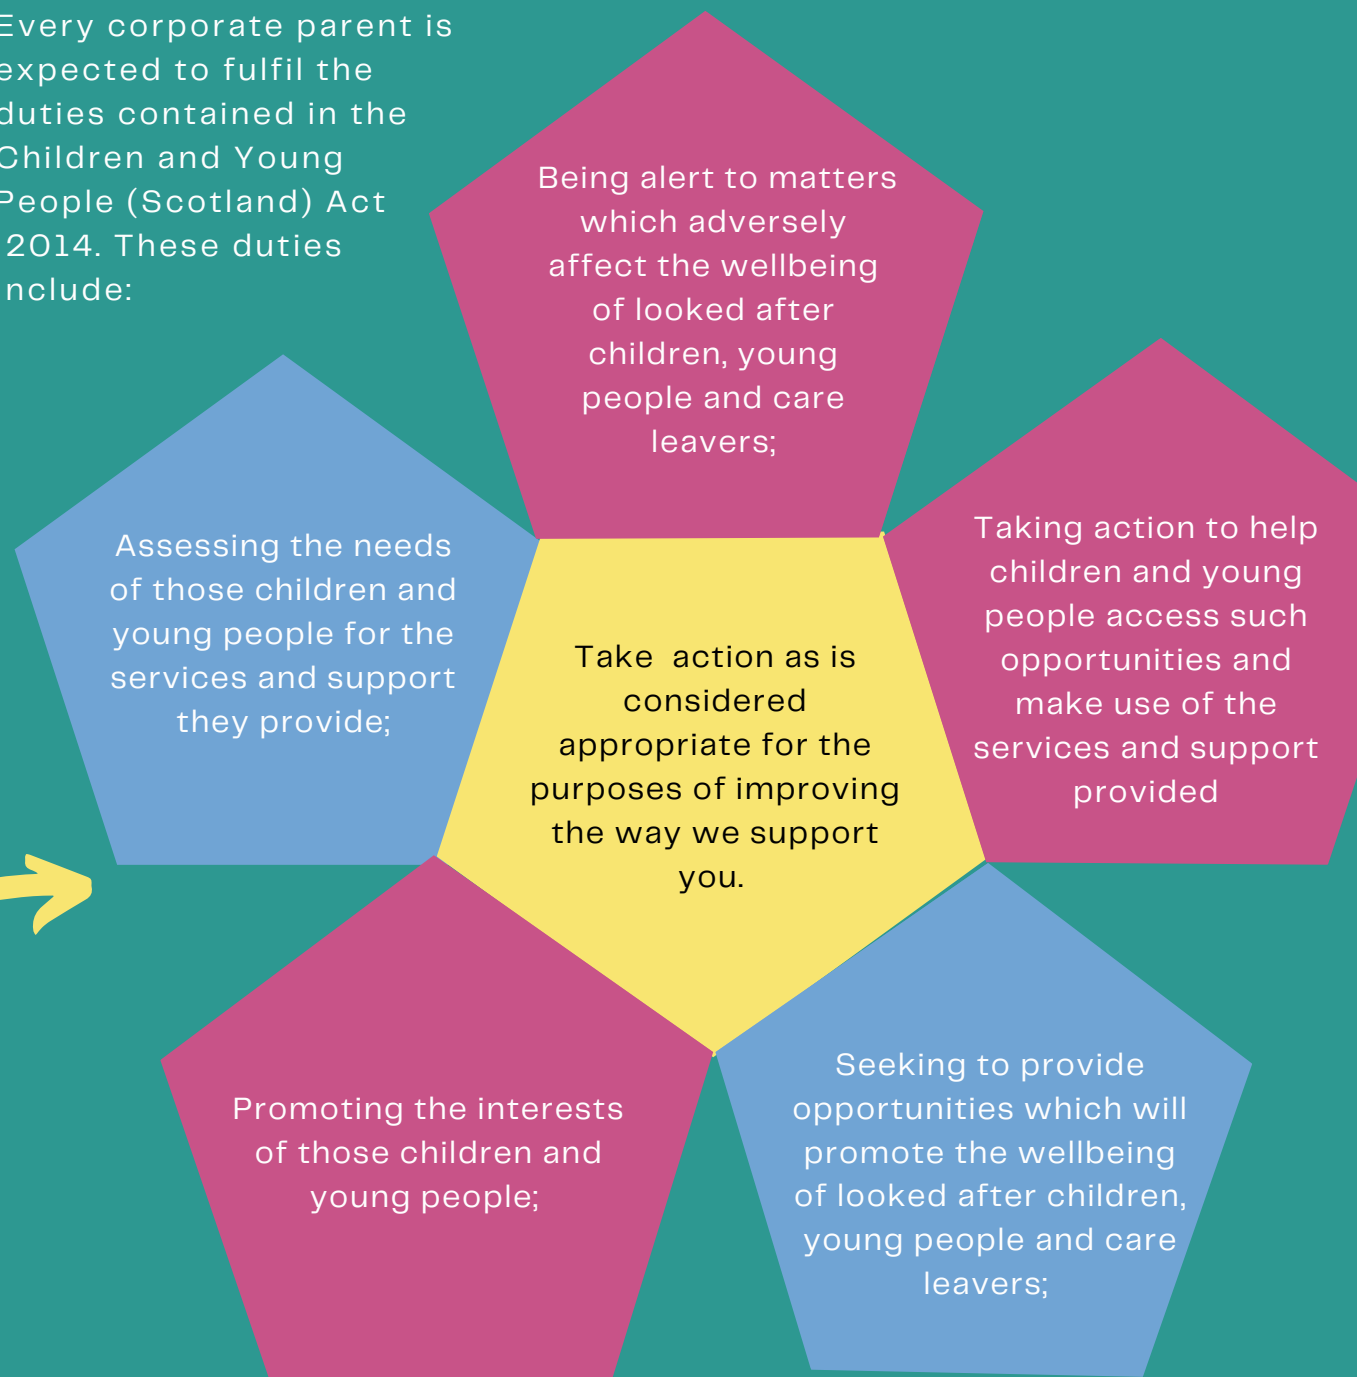 Every corporate parent is
expected to fulfil the
duties contained in the
Children and Young
People (Scotland) Act
2014. These duties
include:
Being alert to matters
which adversely
affect the wellbeing
of looked after
children, young
people and care
leavers;
Assessing the needs
of those children and
young people for the
services and support
they provide;
Take  action as is
considered
appropriate for the
purposes of improving
the way we support
you.
Taking action to help
children and young
people access such
opportunities and
make use of the
services and support
provided
Promoting the interests
of those children and
young people;
Seeking to provide
opportunities which will
promote the wellbeing
of looked after children,
young people and care
leavers;